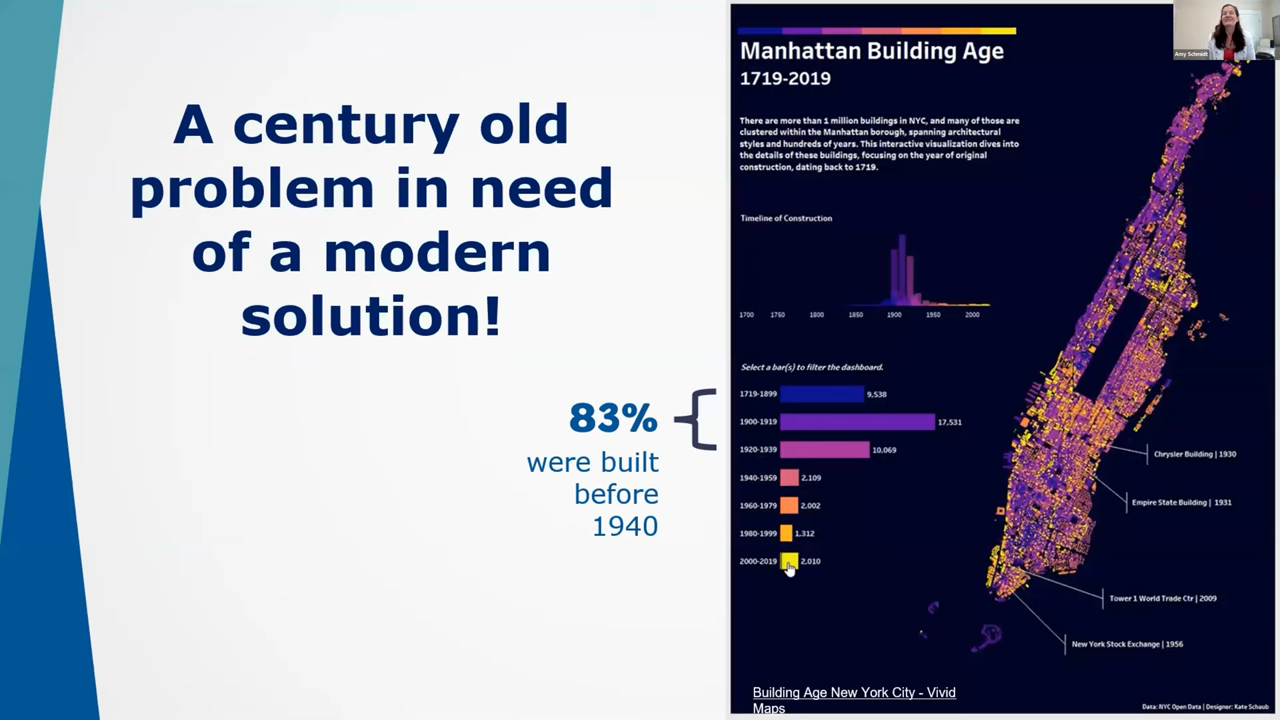 A century old
problem in need
of a modern
solution!
83%
were built
before
1940
Manhattan Building Age
1719-2019
There are more than 1 million buildings in NYC, and many of those are
clustered within the Manhattan borough, spanning architectural
styles and hundreds of years. This interactive visualization dives into
the details of these buildings, focusing on the year of original
construction, dating back to 1719.
Timeline of Construction
1700 1750 1800 1850 1900 1950 2000
Select a bar(s) to filter the dashboard.
1719-1899 9,538
1900-1919 17,531
1920-1939 10,069
1940-1959 2,109
1960-1979 2,002
1980-1999 1,312
2000-2019 2,010
Chrysler Building | 1930
Empire State Building | 1931
Tower 1 World Trade Ctr | 2009
New York Stock Exchange | 1956
Building Age New York City - Vivid
Maps
Data: NYC Open Data | Designer: Kate Schaub
Amy Schmidt